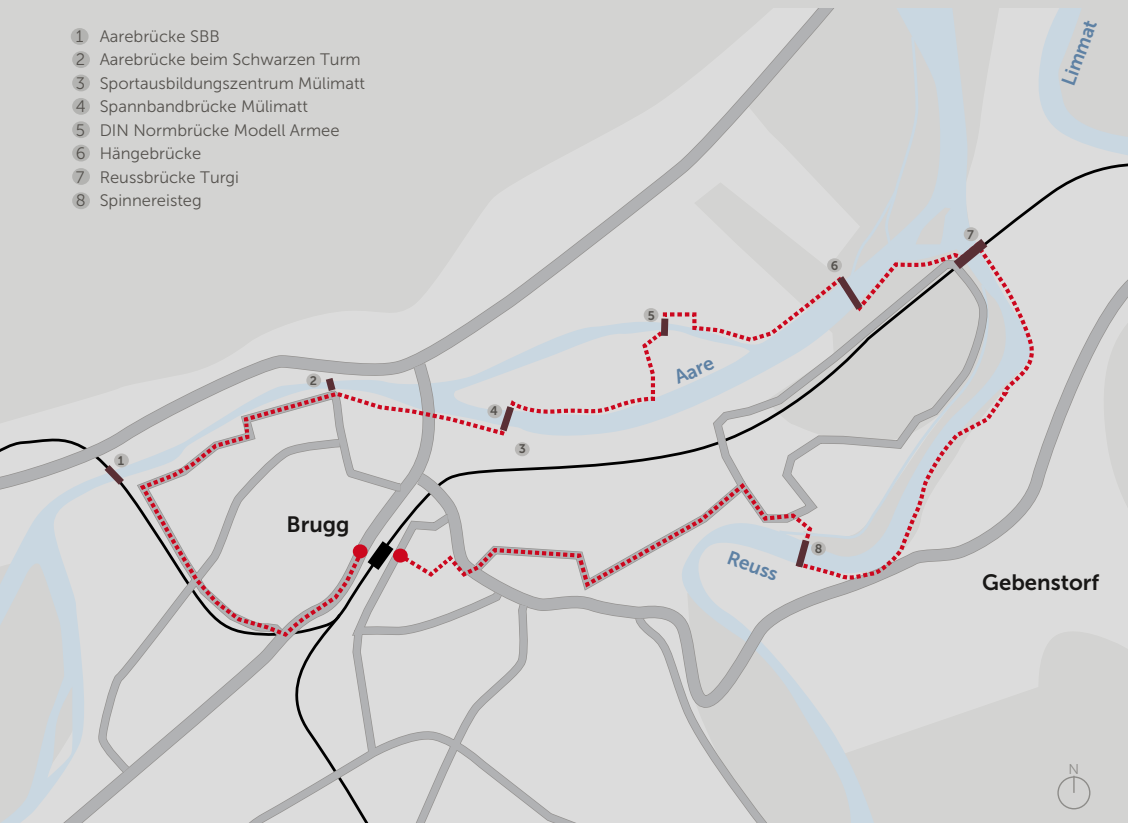 1 Aarebrücke SBB
2 Aarebrücke beim Schwarzen Turm
3 Sportausbildungszentrum Mülimatt
4 Spannbandbrücke Mülimatt
5 DIN Normbrücke Modell Armee
6 Hängebrücke
7 Reussbrücke Turgi
8 Spinnereisteg
Limmat
7
6
5
Aare
2
4
3
1
Brugg
8
Reuss
Gebenstorf
N